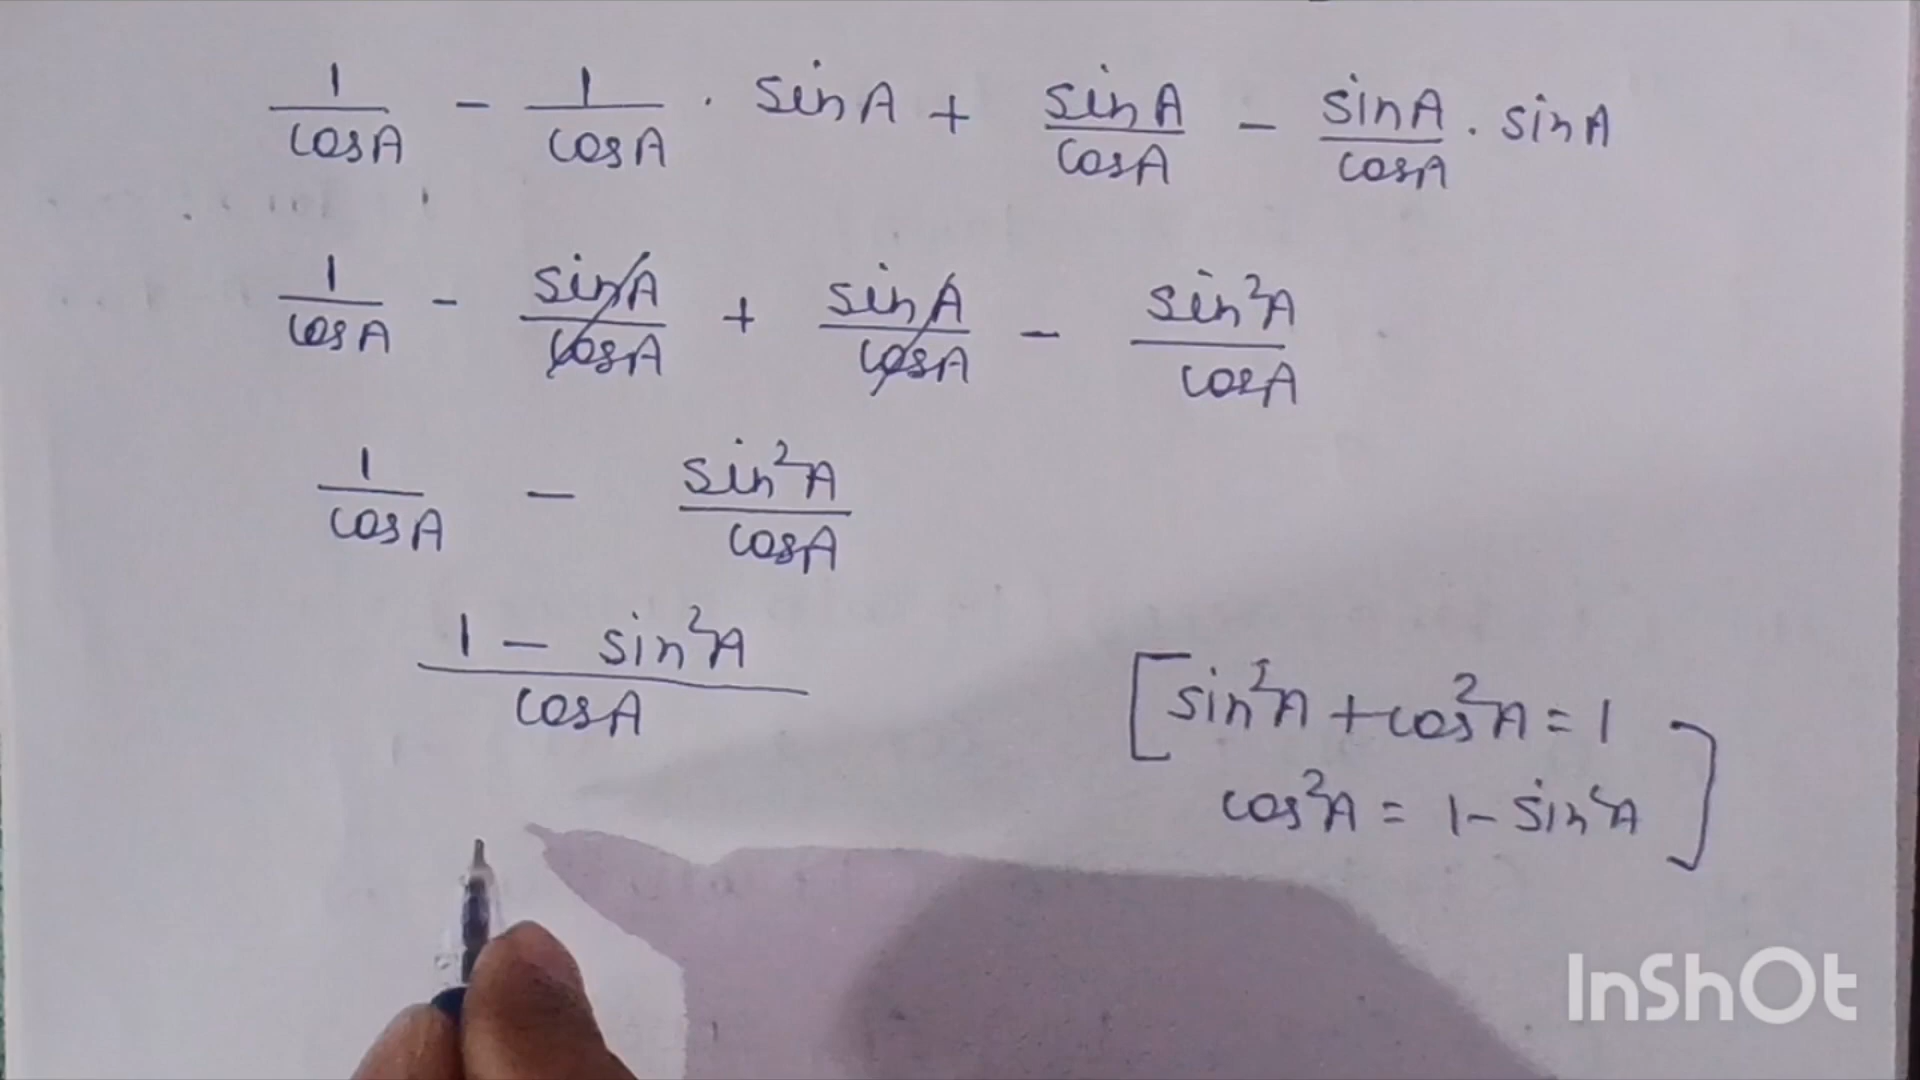 1/cosA - 1/cosA · sinA + sinA/cosA - sinA/cosA · sinA
1/cosA - sinA/cosA + sinA/cosA - sin²A/cosA
1/cosA - sin²A/cosA
1 - sin²A/cosA
[sin²A + cos²A = 1
cos²A = 1 - sin²A]
InShOt